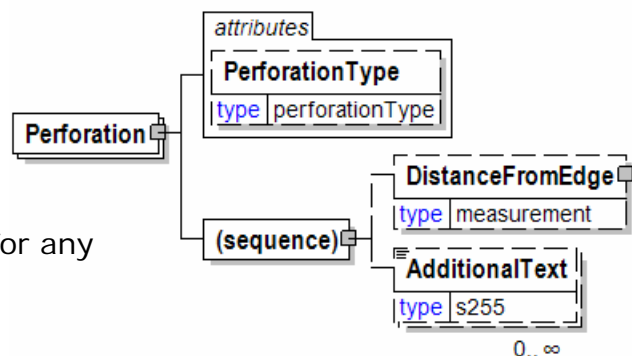 attributes
PerforationType
type perforationType
Perforation
DistanceFromEdge
type measurement
or any
(sequence)
AdditionalText
type s255
0..∞